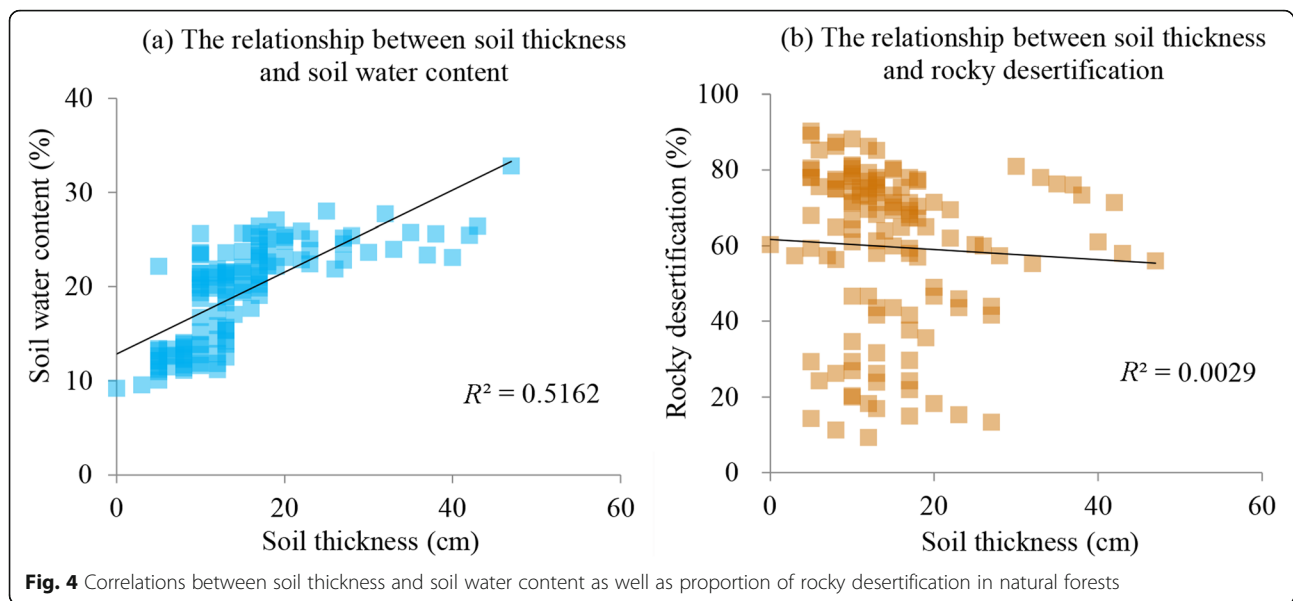 (a) The relationship between soil thickness
and soil water content
40
30
20
10
0
Soil water content (%)
R² = 0.5162
0 20 40 60
Soil thickness (cm)
(b) The relationship between soil thickness
and rocky desertification
100
80
60
40
20
0
Rocky desertification (%)
R² = 0.0029
0 20 40 60
Soil thickness (cm)
Fig. 4 Correlations between soil thickness and soil water content as well as proportion of rocky desertification in natural forests